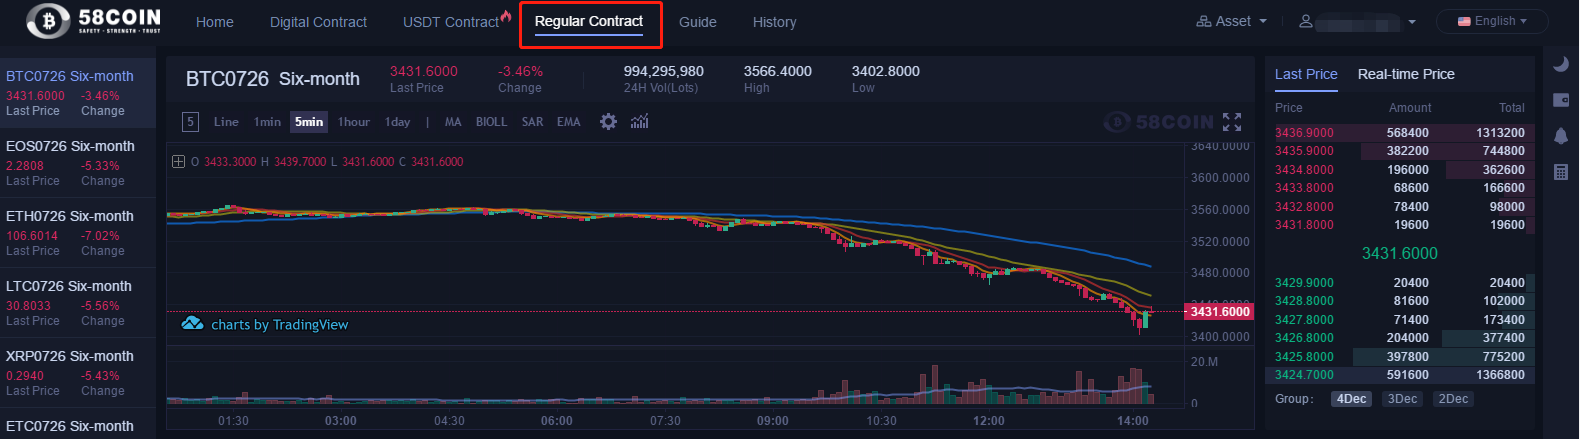 58COIN
SAFETY · STRENGTH · TRUST
Home Digital Contract USDT Contract Regular Contract Guide History
Asset
English
BTC0726 Six-month
3431.6000 -3.46%
Last Price Change
EOS0726 Six-month
2.2808 -5.33%
Last Price Change
ETH0726 Six-month
106.6014 -7.02%
Last Price Change
LTC0726 Six-month
30.8033 -5.56%
Last Price Change
XRP0726 Six-month
0.2940 -5.43%
Last Price Change
ETC0726 Six-month
BTC0726 Six-month
3431.6000 -3.46% 994,295,980 3566.4000 3402.8000
Last Price Change 24H Vol(Lots) High Low
5 Line 1min 5min 1hour 1day | MA BIOLL SAR EMA
58COIN
O 3433.3000 H 3439.7000 L 3431.6000 C 3431.6000
3640.0000
3600.0000
3560.0000
3520.0000
3480.0000
3440.0000
3431.6000
3400.0000
charts by TradingView
20.M
0
01:30 03:00 04:30 06:00 07:30 09:00 10:30 12:00 14:00
Last Price Real-time Price
Price Amount Total
3436.9000 568400 1313200
3435.9000 382200 744800
3434.8000 196000 362600
3433.8000 68600 166600
3432.8000 78400 98000
3431.8000 19600 19600
3431.6000
3429.9000 20400 20400
3428.8000 81600 102000
3427.8000 71400 173400
3426.8000 204000 377400
3425.8000 397800 775200
3424.7000 591600 1366800
Group: 4Dec 3Dec 2Dec